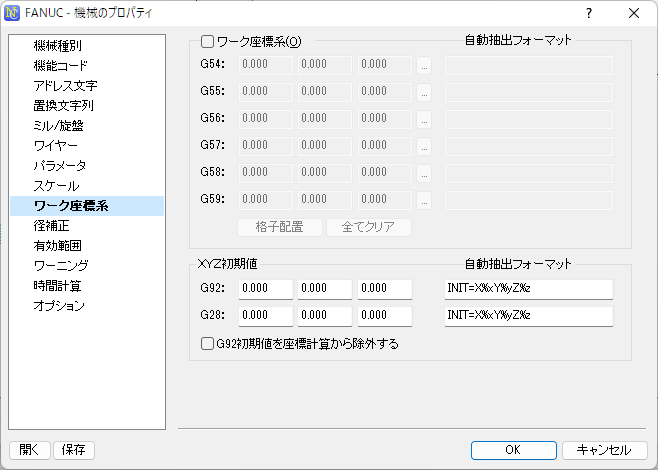 FANUC - 機械のプロパティ
機械種別
機能コード
アドレス文字
置換文字列
ミル/旋盤
ワイヤー
パラメータ
スケール
ワーク座標系
径補正
有効範囲
ワーニング
時間計算
オプション
ワーク座標系(O) 自動抽出フォーマット
G54: 0.000 0.000 0.000 ...
G55: 0.000 0.000 0.000 ...
G56: 0.000 0.000 0.000 ...
G57: 0.000 0.000 0.000 ...
G58: 0.000 0.000 0.000 ...
G59: 0.000 0.000 0.000 ...
格子配置 全てクリア
XYZ初期値 自動抽出フォーマット
G92: 0.000 0.000 0.000 INIT=X%xY%yZ%z
G28: 0.000 0.000 0.000 INIT=X%xY%yZ%z
G92初期値を座標計算から除外する
開く 保存 OK キャンセル